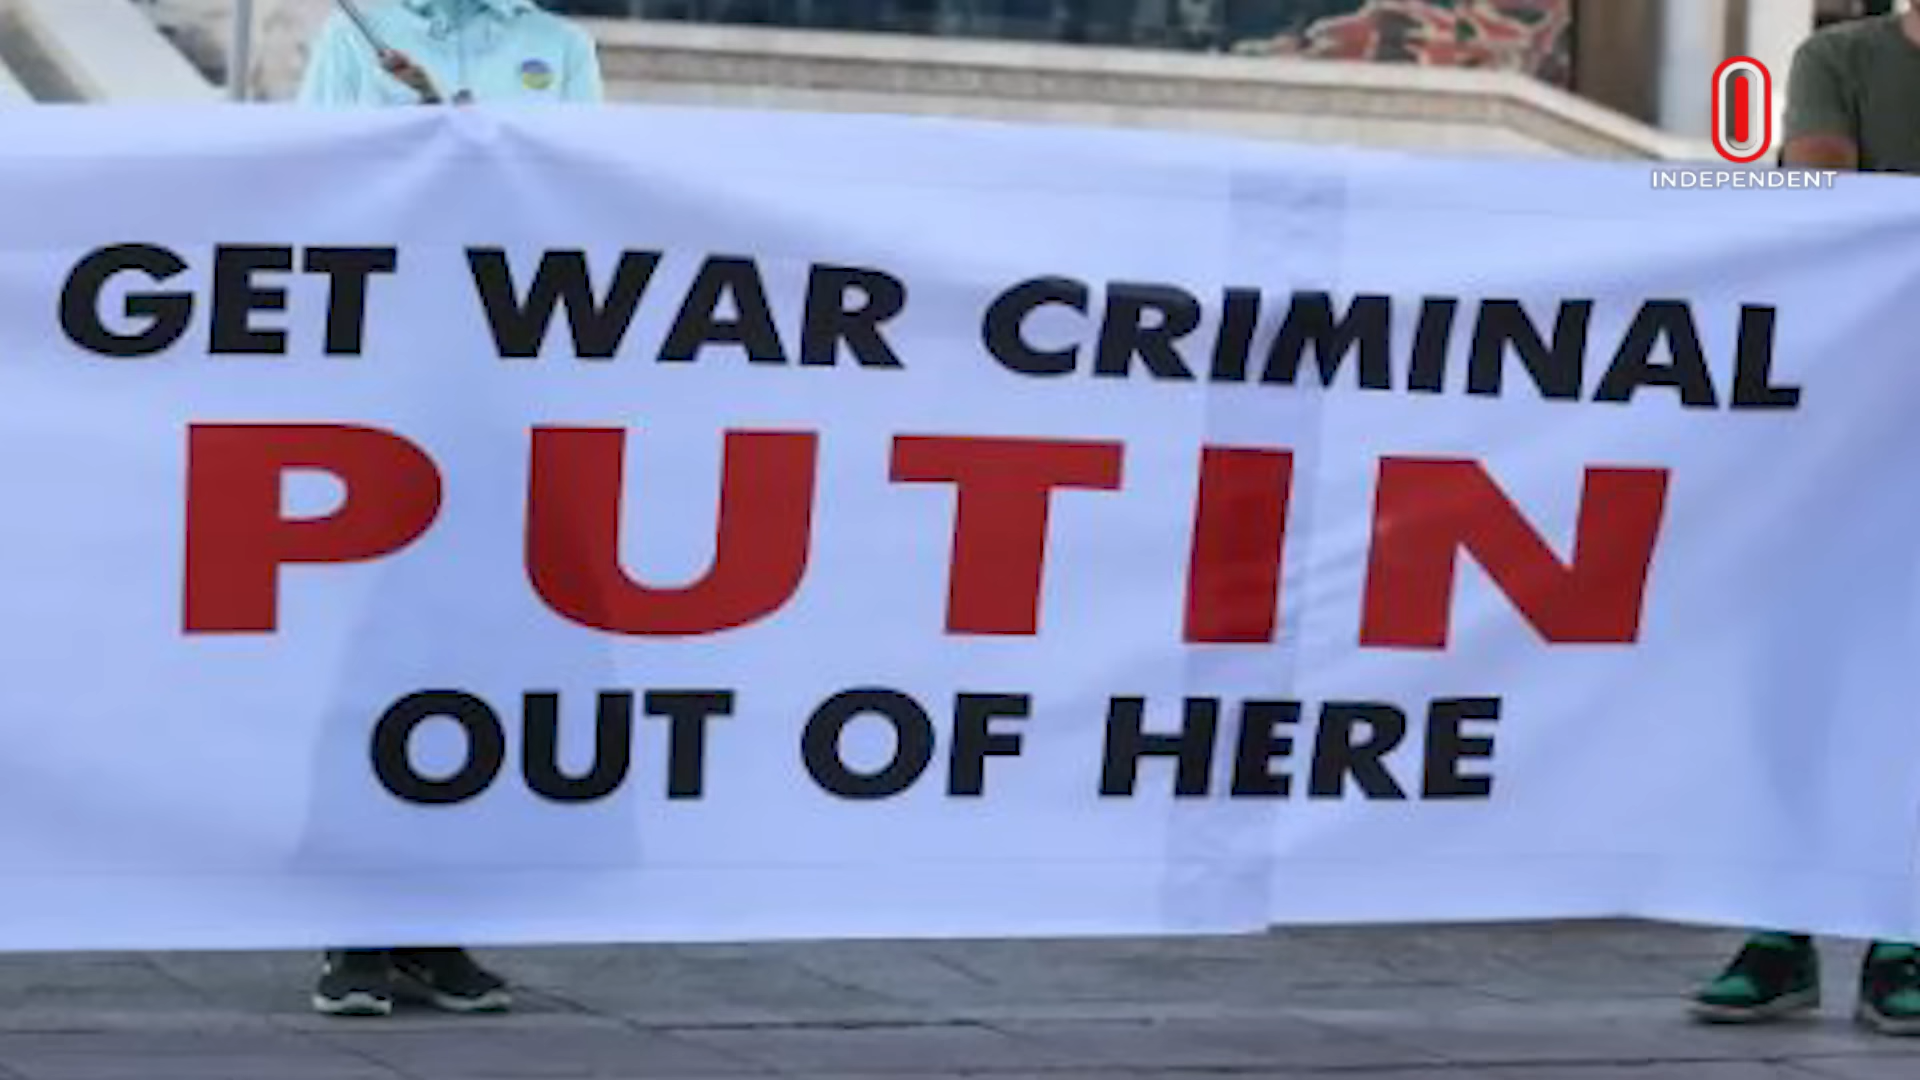 INDEPENDENT
GET WAR CRIMINAL
PUTIN
OUT OF HERE